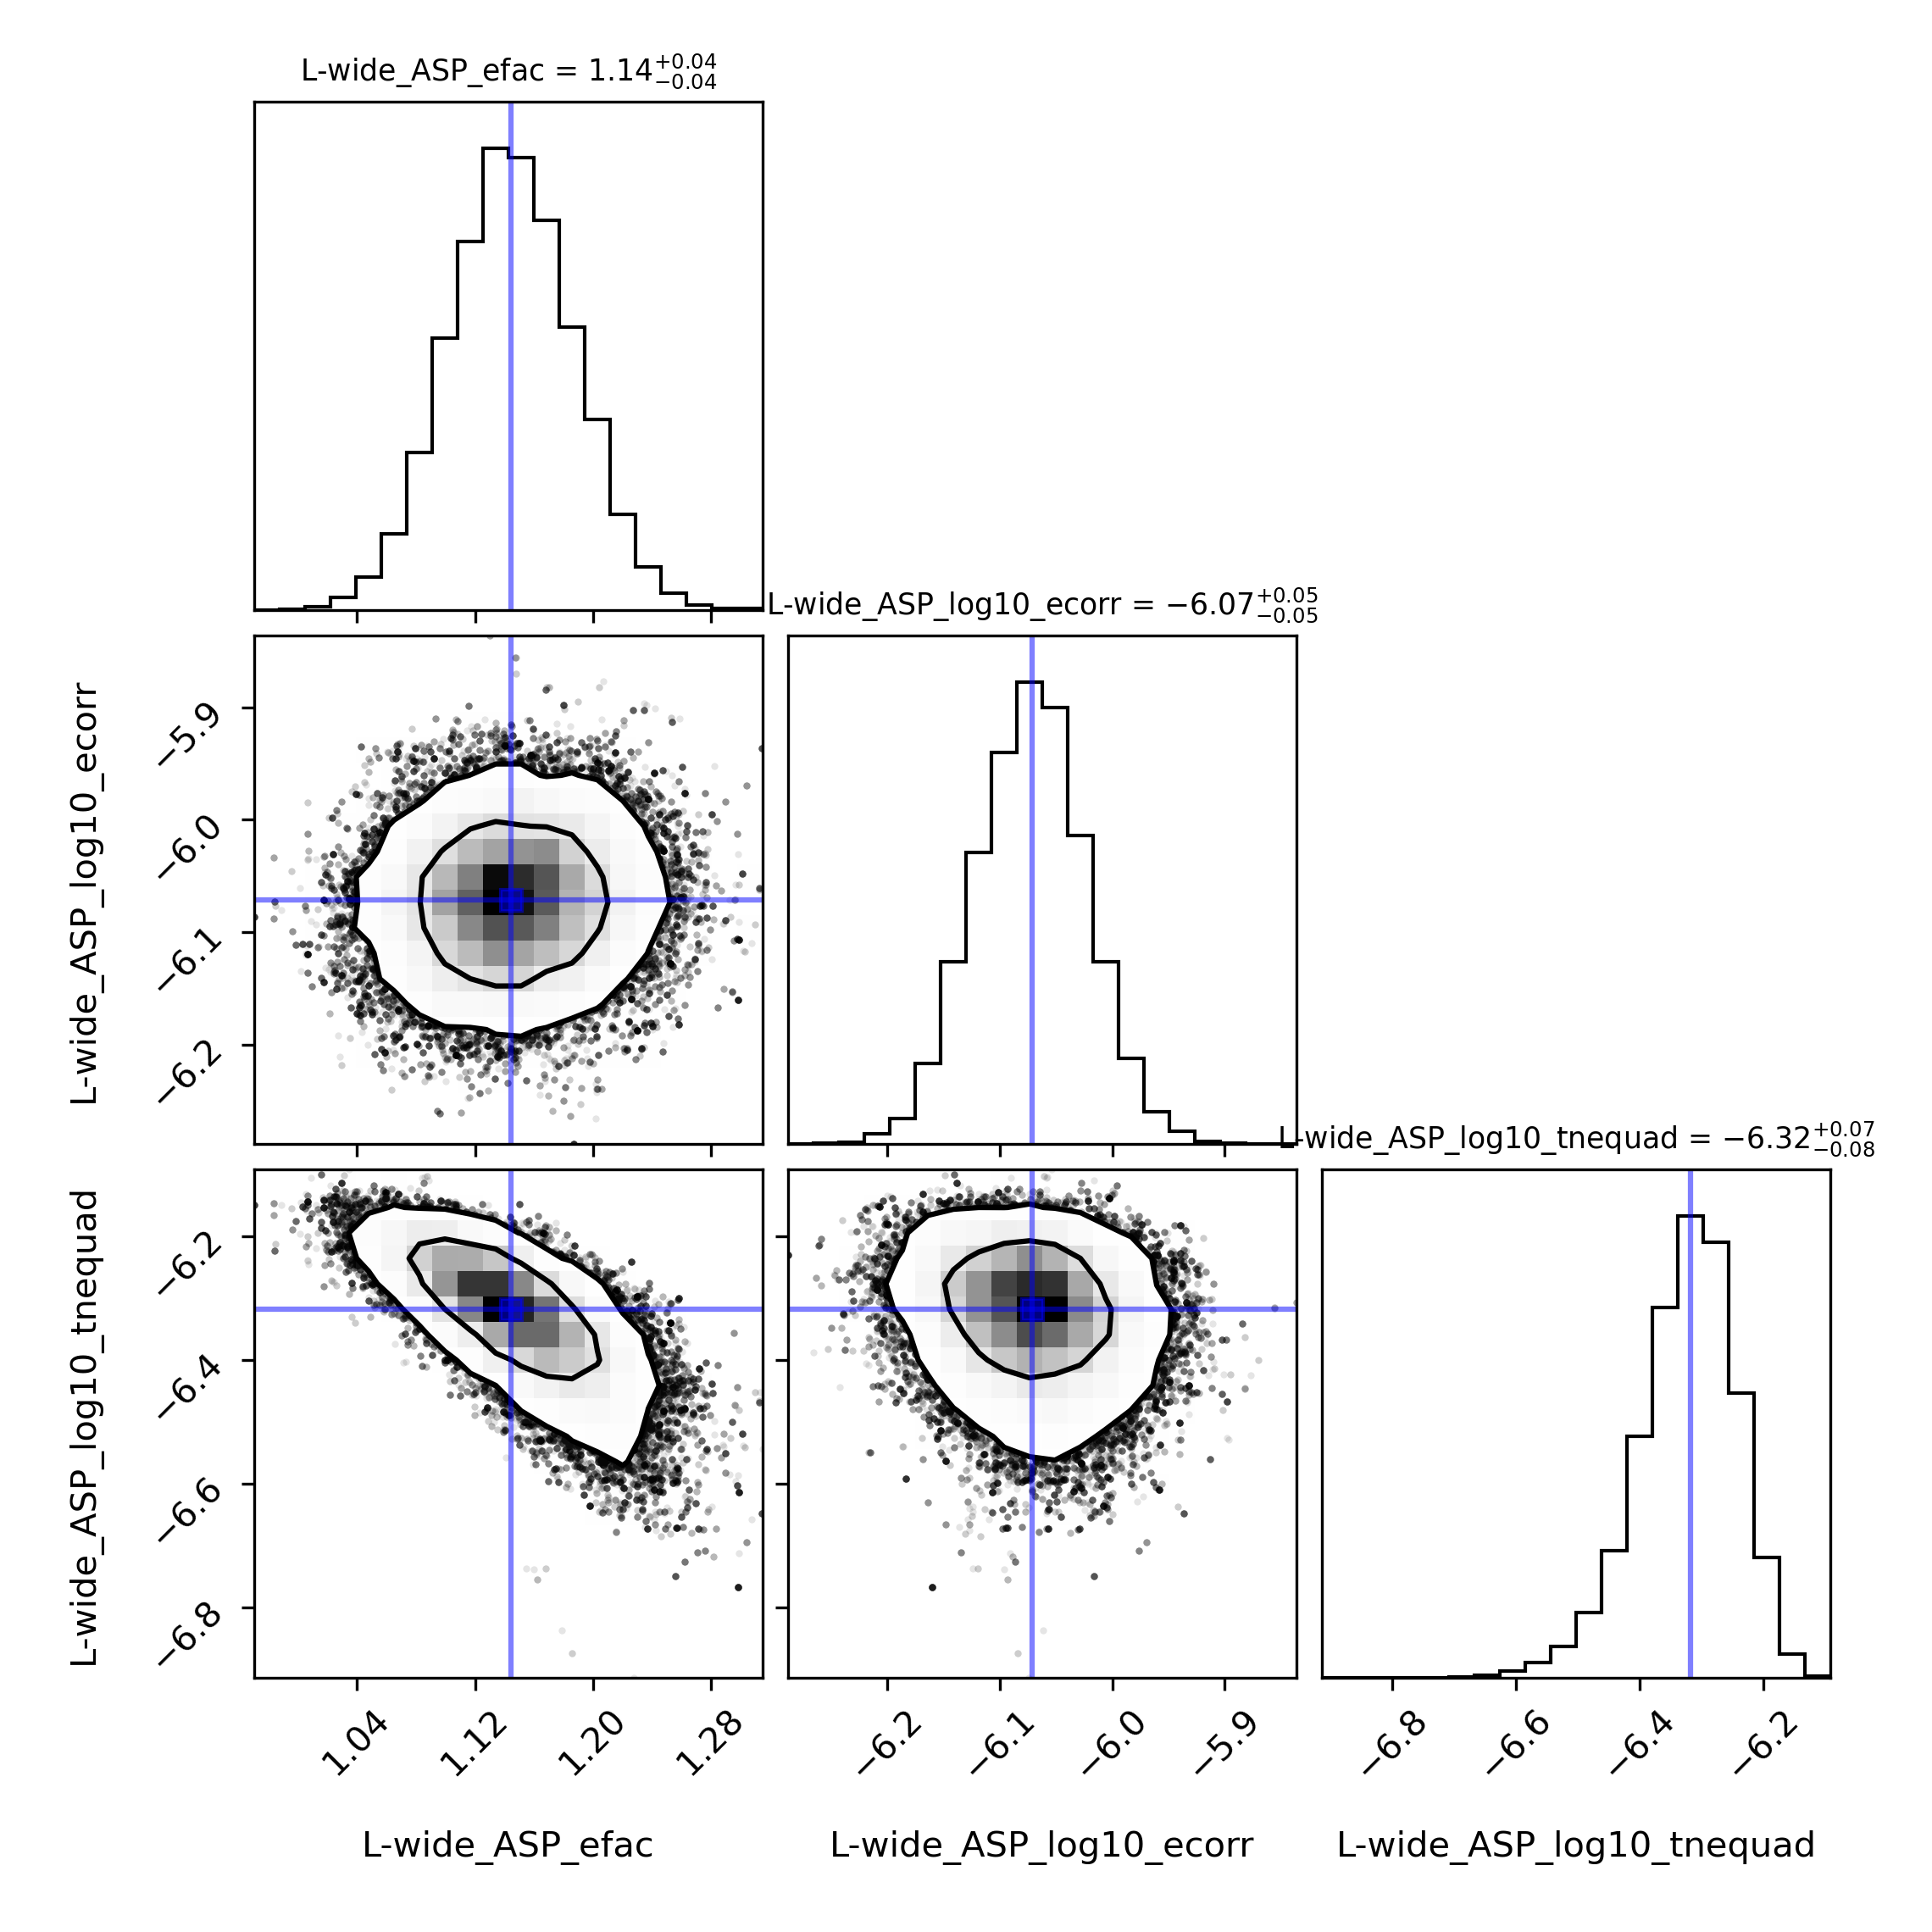 L-wide_ASP_efac = 1.14+0.04−0.04
L-wide_ASP_log10_ecorr = −6.07+0.05−0.05
L-wide_ASP_log10_ecorr
−5.9
−6.0
−6.1
−6.2
L-wide_ASP_log10_tnequad = −6.32+0.07−0.08
L-wide_ASP_log10_tnequad
−6.2
−6.4
−6.6
−6.8
1.04 1.12 1.20 1.28
−6.2 −6.1 −6.0 −5.9
−6.8 −6.6 −6.4 −6.2
L-wide_ASP_efac
L-wide_ASP_log10_ecorr
L-wide_ASP_log10_tnequad